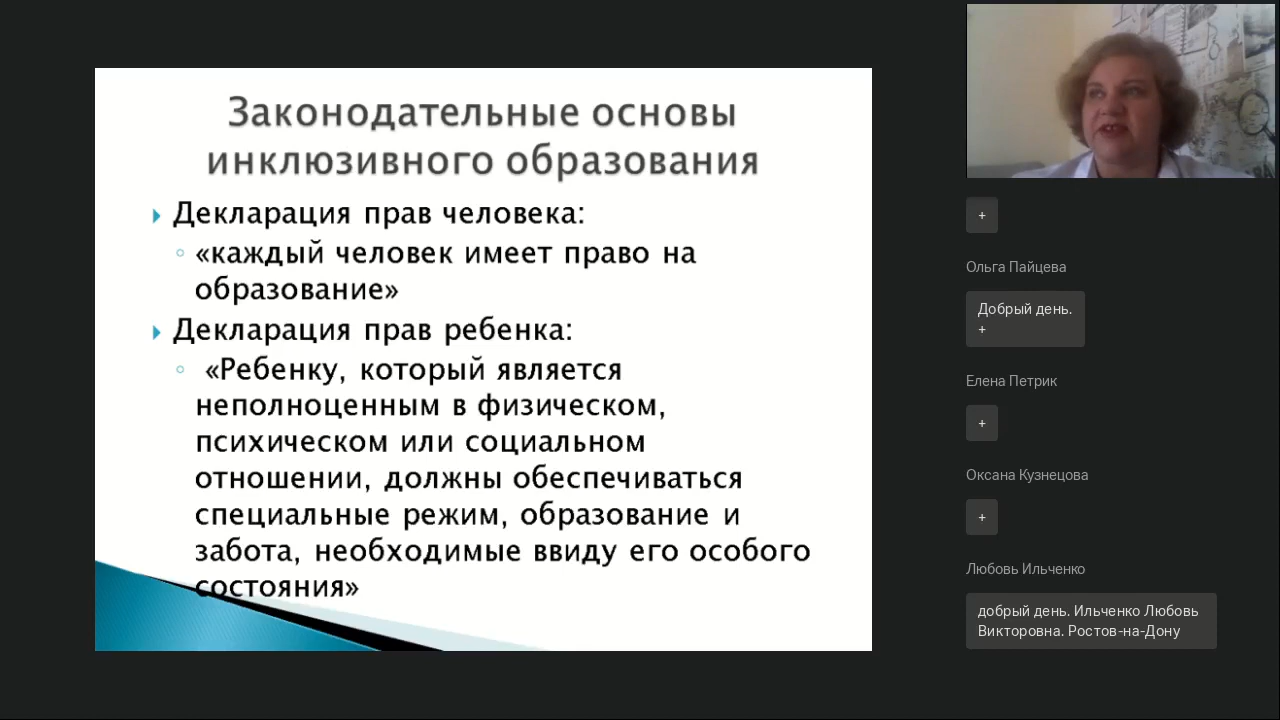 Законодательные основы
инклюзивного образования
Декларация прав человека:
«каждый человек имеет право на
образование»
Декларация прав ребенка:
«Ребенку, который является
неполноценным в физическом,
психическом или социальном
отношении, должны обеспечиваться
специальные режим, образование и
забота, необходимые ввиду его особого
состояния»
+
Ольга Пайцева
Добрый день.
+
Елена Петрик
+
Оксана Кузнецова
+
Любовь Ильченко
добрый день. Ильченко Любовь
Викторовна. Ростов-на-Дону